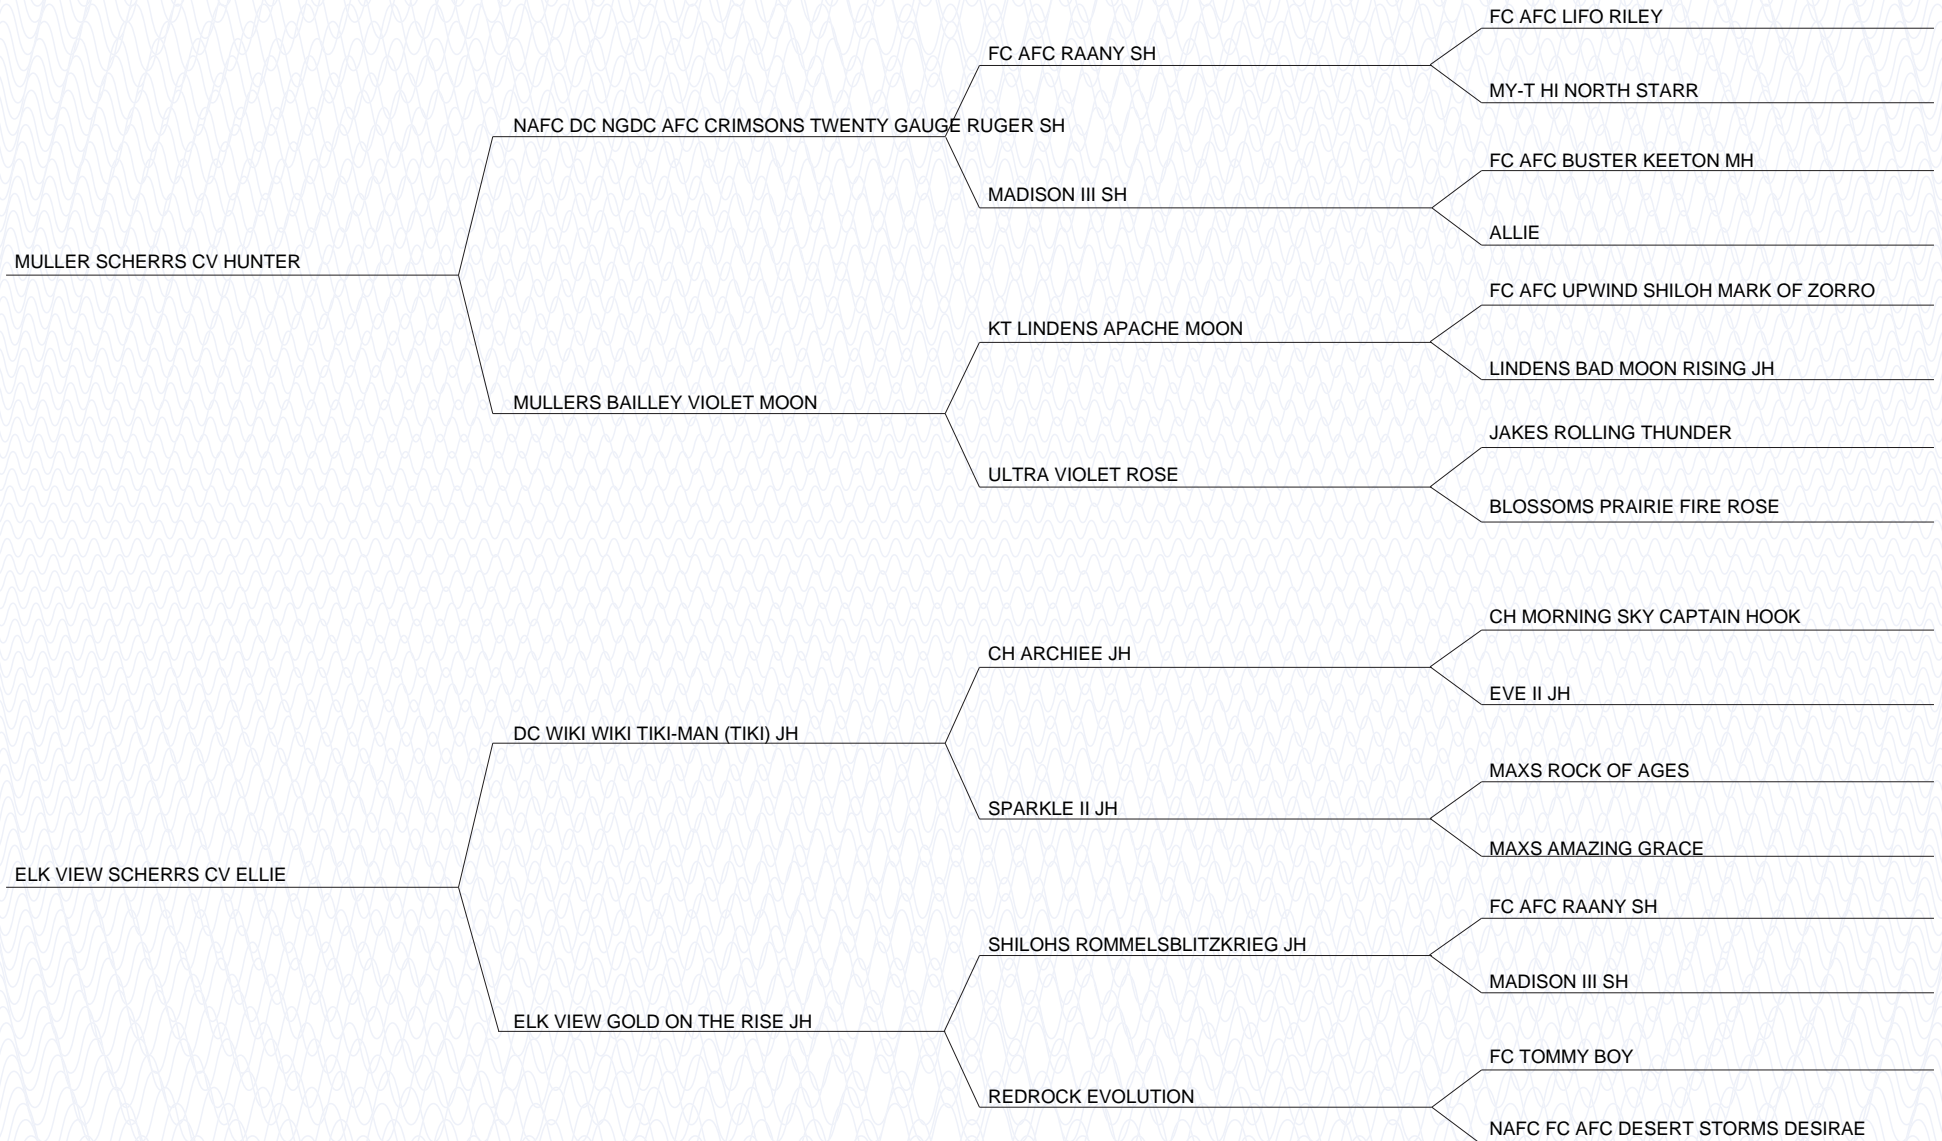 FC AFC LIFO RILEY
FC AFC RAANY SH
MY-T HI NORTH STARR
NAFC DC NGDC AFC CRIMSONS TWENTY GAUGE RUGER SH
FC AFC BUSTER KEETON MH
MADISON III SH
ALLIE
MULLER SCHERRS CV HUNTER
FC AFC UPWIND SHILOH MARK OF ZORRO
KT LINDENS APACHE MOON
LINDENS BAD MOON RISING JH
MULLERS BAILLEY VIOLET MOON
JAKES ROLLING THUNDER
ULTRA VIOLET ROSE
BLOSSOMS PRAIRIE FIRE ROSE
CH MORNING SKY CAPTAIN HOOK
CH ARCHIEE JH
EVE II JH
DC WIKI WIKI TIKI-MAN (TIKI) JH
MAXS ROCK OF AGES
SPARKLE II JH
MAXS AMAZING GRACE
ELK VIEW SCHERRS CV ELLIE
FC AFC RAANY SH
SHILOHS ROMMELSBLITZKRIEG JH
MADISON III SH
ELK VIEW GOLD ON THE RISE JH
FC TOMMY BOY
REDROCK EVOLUTION
NAFC FC AFC DESERT STORMS DESIRAE